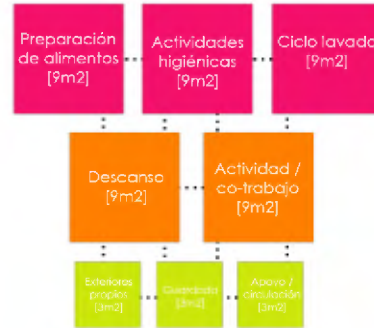 Preparación
de alimentos
[9m2]
Actividades
higiénicas
[9m2]
Ciclo lavado
[9m2]
Descanso
[9m2]
Actividad /
co-trabajo
[9m2]
Exteriores
propios
[3m2]
Guardado
[3m2]
Apoyo /
circulación
[3m2]